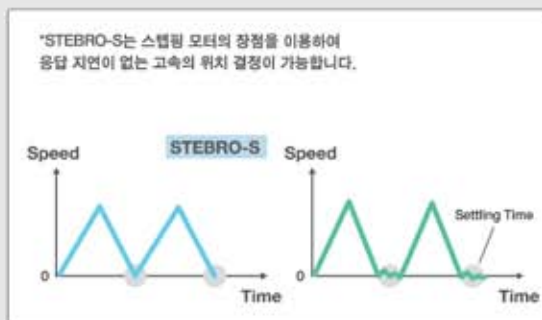 *STEBRO-S는 스텝핑 모터의 장점을 이용하여
응답 지연이 없는 고속의 위치 결정이 가능합니다.
STEBRO-S
Speed
0
Time
Speed
Settling Time
0
Time